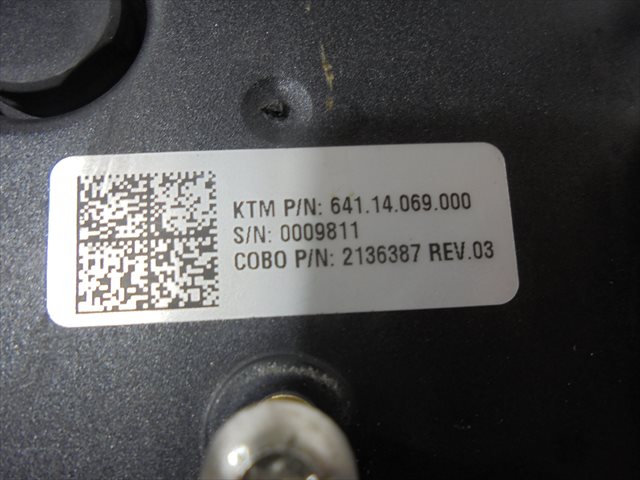 KTM P/N: 641.14.069.000
S/N: 0009811
COBO P/N: 2136387 REV.03